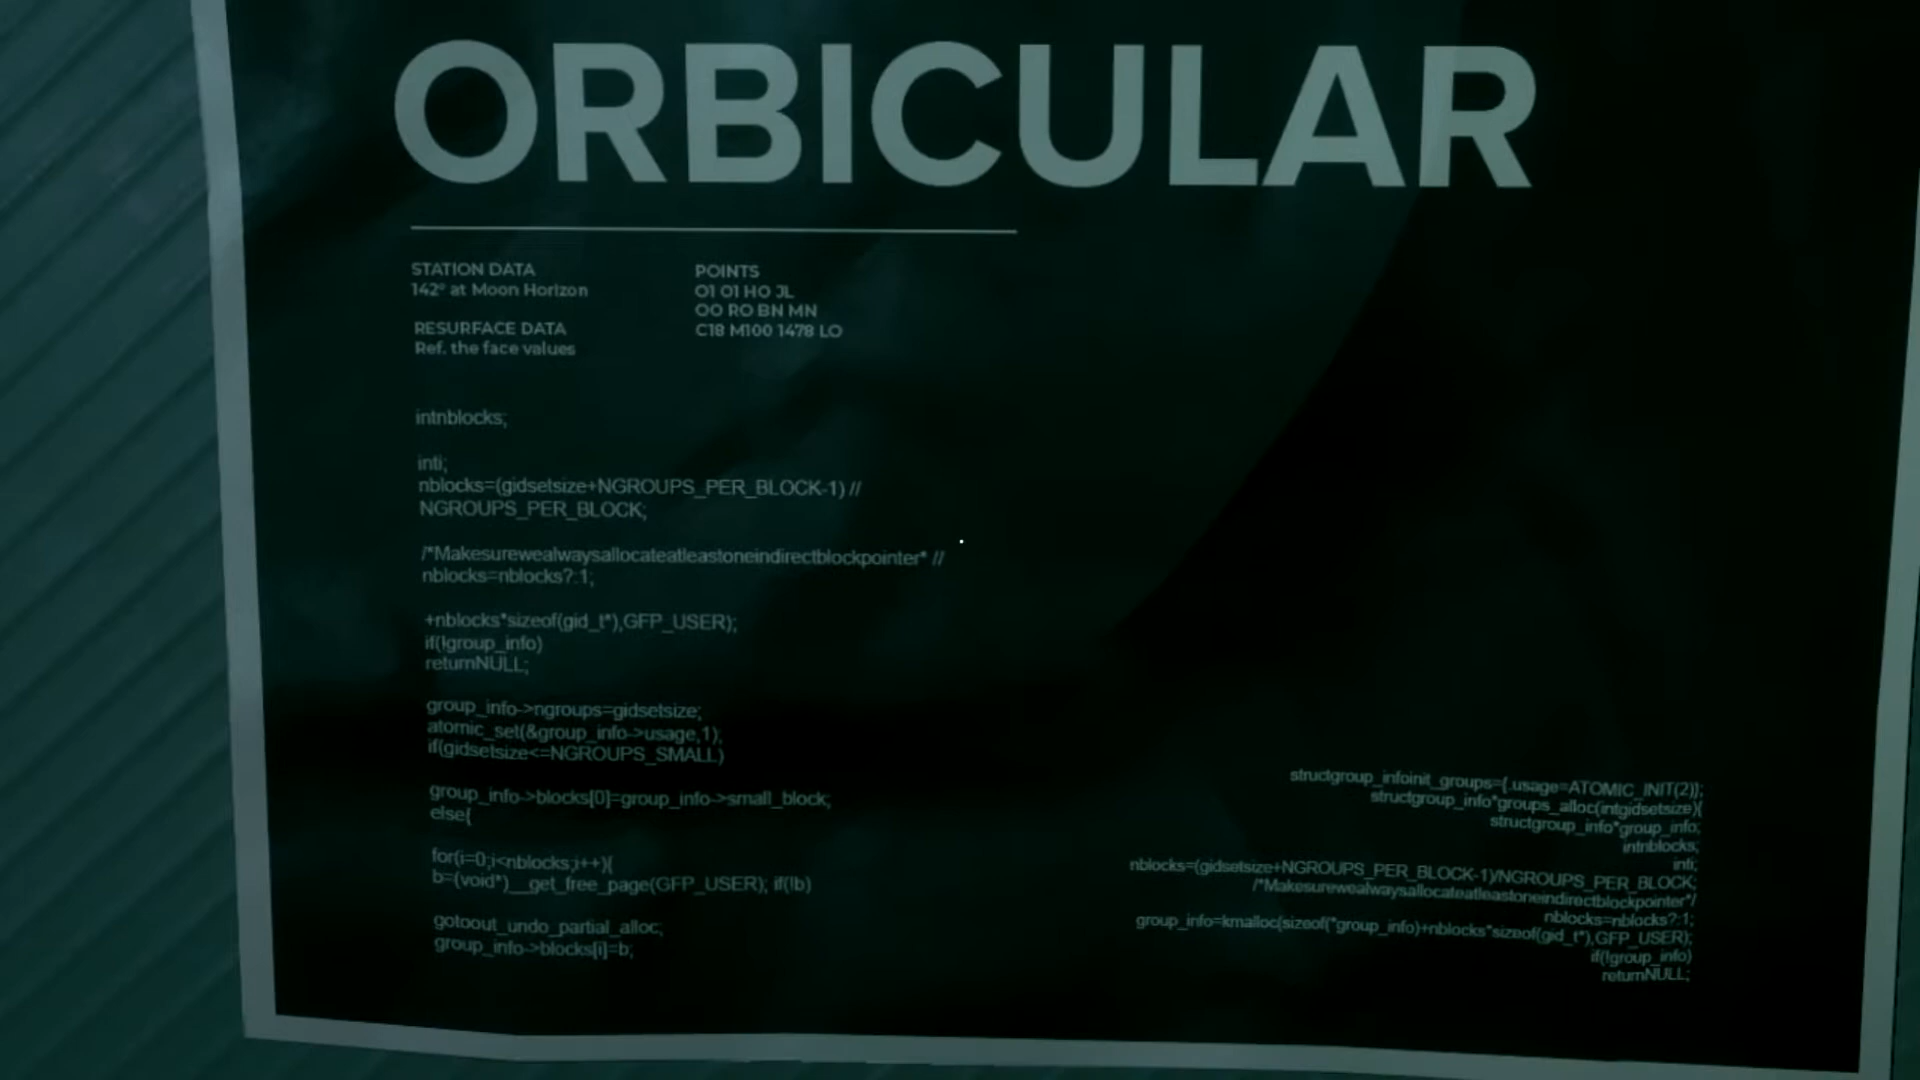 ORBICULAR
STATION DATA
142° at Moon Horizon
RESURFACE DATA
Ref. the face values
POINTS
O1 O1 HO JL
OO RO BN MN
C18 M100 1478 LO
intnblocks;
inti;
nblocks=(gidsetsize+NGROUPS_PER_BLOCK-1) //
NGROUPS_PER_BLOCK;
/*Makesurewealwaysallocateatleastoneindirectblockpointer* //
nblocks=nblocks?:1;
+nblocks*sizeof(gid_t*),GFP_USER);
if(!group_info)
returnNULL;
group_info->ngroups=gidsetsize;
atomic_set(&group_info->usage,1);
if(gidsetsize<=NGROUPS_SMALL)
group_info->blocks[0]=group_info->small_block;
else{
for(i=0;i<nblocks;i++){
b=(void*)__get_free_page(GFP_USER); if(!b)
gotoout_undo_partial_alloc;
group_info->blocks[i]=b;
structgroup_infoinit_groups={.usage=ATOMIC_INIT(2)};
structgroup_info*groups_alloc(intgidsetsize){
structgroup_info*group_info;
intnblocks;
inti;
nblocks=(gidsetsize+NGROUPS_PER_BLOCK-1)/NGROUPS_PER_BLOCK;
/*Makesurewealwaysallocateatleastoneindirectblockpointer*/
nblocks=nblocks?:1;
group_info=kmalloc(sizeof(*group_info)+nblocks*sizeof(gid_t*),GFP_USER);
if(!group_info)
returnNULL;